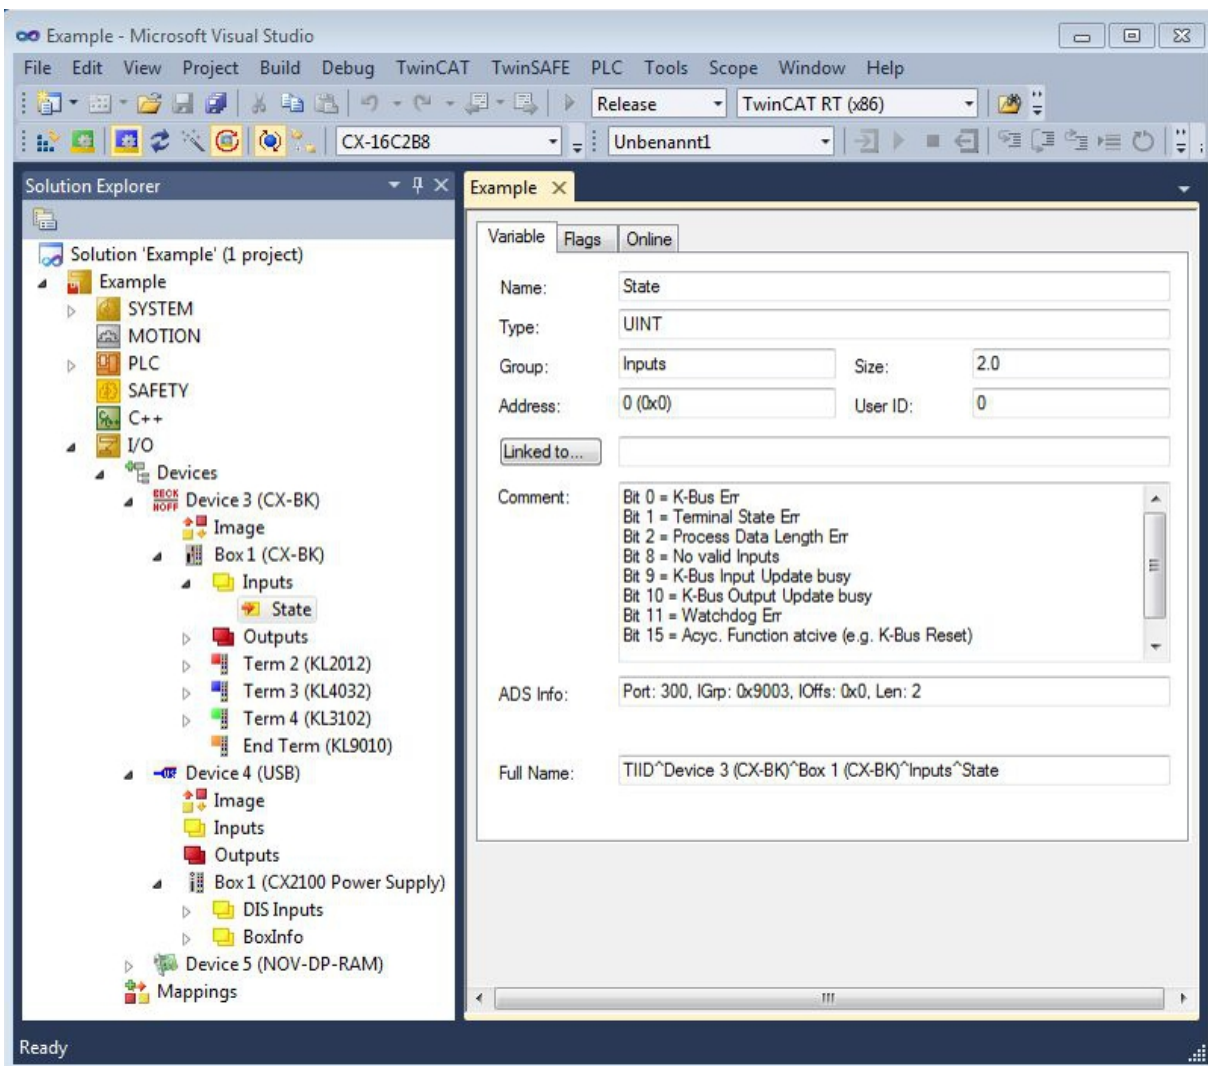 Example - Microsoft Visual Studio
File Edit View Project Build Debug TwinCAT TwinSAFE PLC Tools Scope Window Help
Release TwinCAT RT (x86)
CX-16C2B8 Unbenannt1
Solution Explorer
Solution 'Example' (1 project)
Example
SYSTEM
MOTION
PLC
SAFETY
C++
I/O
Devices
Device 3 (CX-BK)
Image
Box 1 (CX-BK)
Inputs
State
Outputs
Term 2 (KL2012)
Term 3 (KL4032)
Term 4 (KL3102)
End Term (KL9010)
Device 4 (USB)
Image
Inputs
Outputs
Box 1 (CX2100 Power Supply)
DIS Inputs
BoxInfo
Device 5 (NOV-DP-RAM)
Mappings
Example
Variable Flags Online
Name: State
Type: UINT
Group: Inputs Size: 2.0
Address: 0 (0x0) User ID: 0
Linked to...
Comment: Bit 0 = K-Bus Err
Bit 1 = Terminal State Err
Bit 2 = Process Data Length Err
Bit 8 = No valid Inputs
Bit 9 = K-Bus Input Update busy
Bit 10 = K-Bus Output Update busy
Bit 11 = Watchdog Err
Bit 15 = Acyc. Function atcive (e.g. K-Bus Reset)
ADS Info: Port: 300, IGrp: 0x9003, IOffs: 0x0, Len: 2
Full Name: TIID^Device 3 (CX-BK)^Box 1 (CX-BK)^Inputs^State
Ready